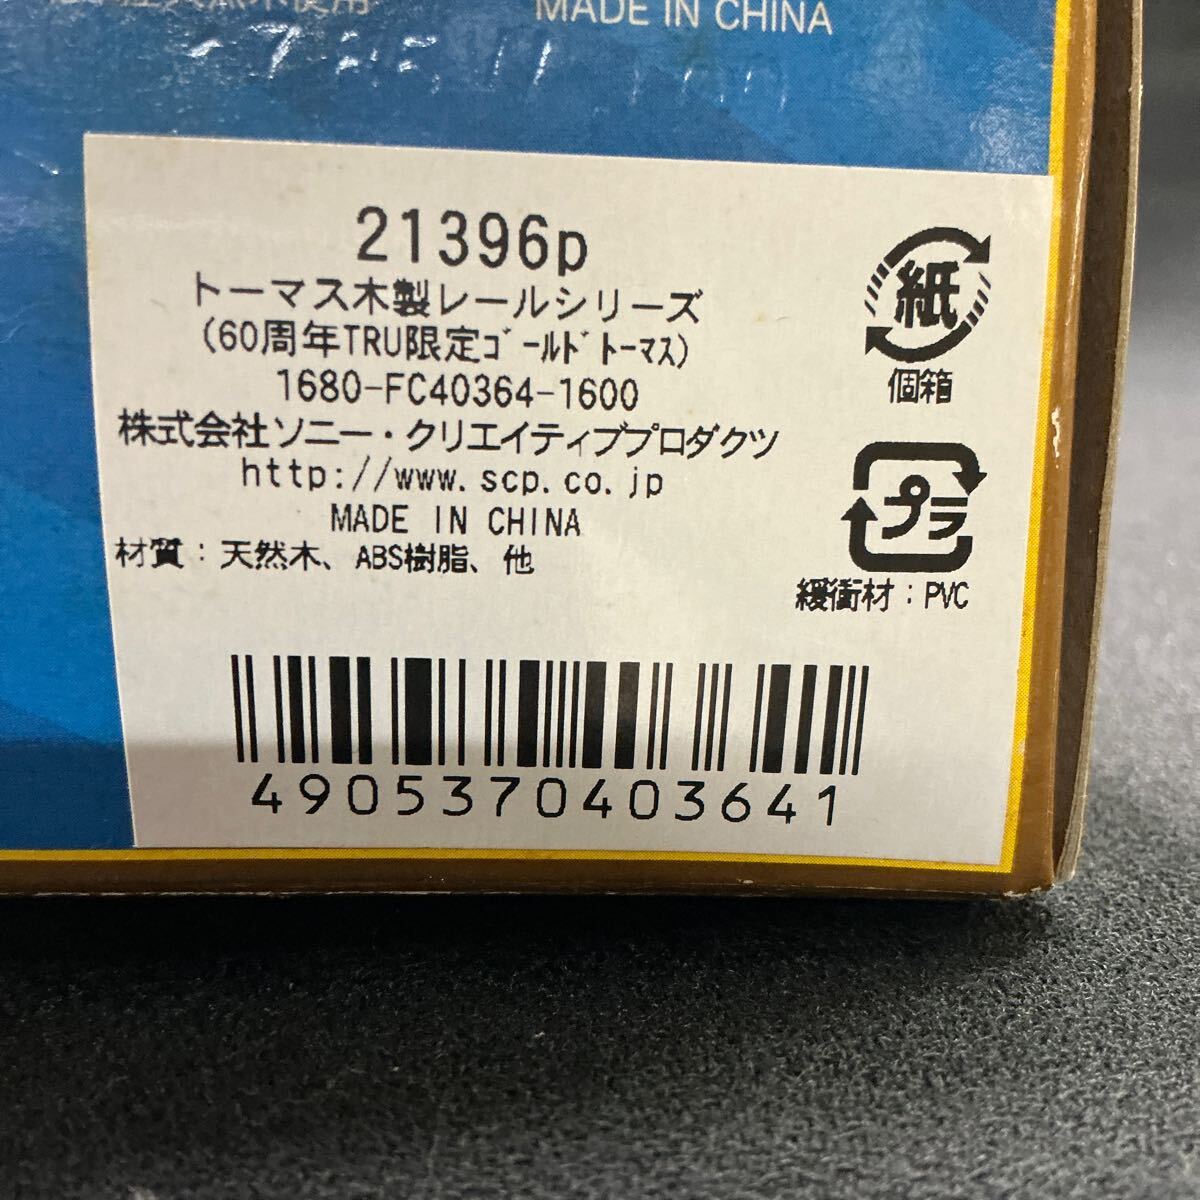 MADE IN CHINA
21396p
トーマス木製レールシリーズ
(60周年TRU限定ｺﾞｰﾙﾄﾞﾄｰﾏｽ)
1680-FC40364-1600
株式会社ソニー・クリエイティブプロダクツ
http://www.scp.co.jp
MADE IN CHINA
材質：天然木、ABS樹脂、他
紙
個箱
プラ
緩衝材：PVC
4905370403641